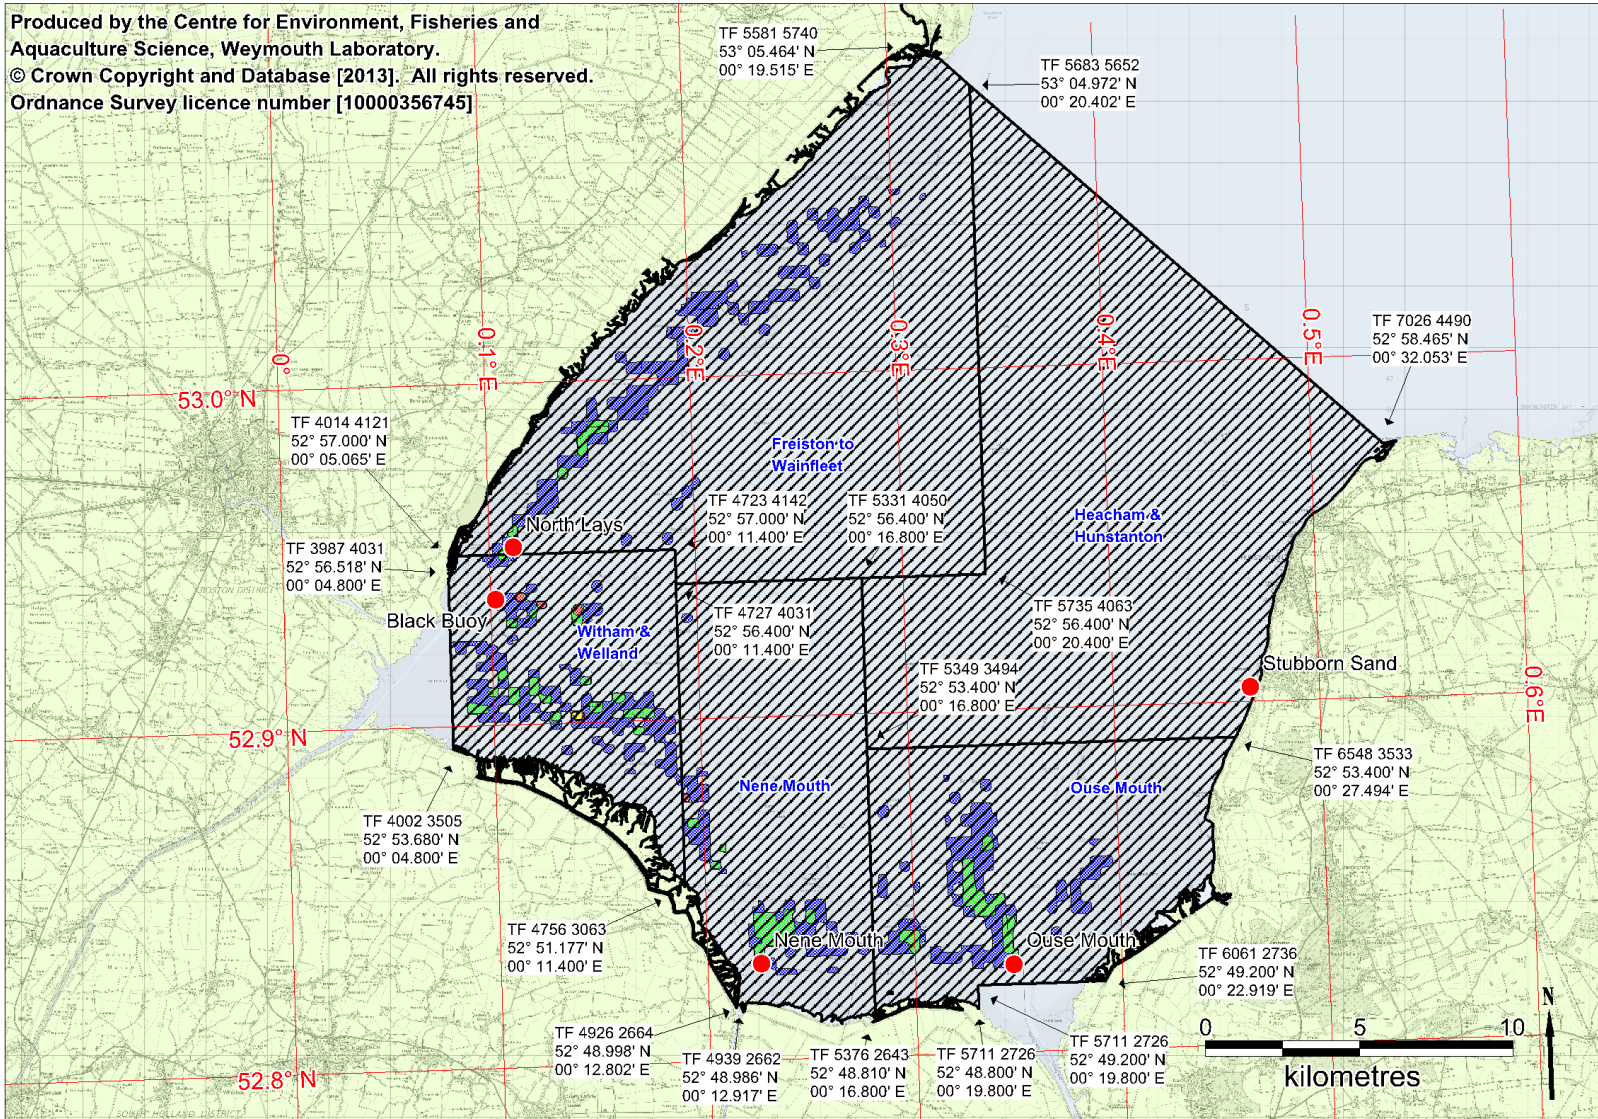 Produced by the Centre for Environment, Fisheries and
Aquaculture Science, Weymouth Laboratory.
© Crown Copyright and Database [2013].  All rights reserved.
Ordnance Survey licence number [10000356745]
TF 5581 5740
53° 05.464' N
00° 19.515' E
TF 5683 5652
53° 04.972' N
00° 20.402' E
TF 7026 4490
52° 58.465' N
00° 32.053' E
0°
0.1° E
0.2°E
0.3°E
0.4°E
0.5°E
53.0° N
TF 4014 4121
52° 57.000' N
00° 05.065' E
Freiston to
Wainfleet
TF 4723 4142
52° 57.000' N
00° 11.400' E
TF 5331 4050
52° 56.400' N
00° 16.800' E
Heacham &
Hunstanton
North Lays
TF 3987 4031
52° 56.518' N
00° 04.800' E
BOSTON DISTRICT
Black Buoy
Witham &
Welland
TF 4727 4031
52° 56.400' N
00° 11.400' E
TF 5735 4063
52° 56.400' N
00° 20.400' E
TF 5349 3494
52° 53.400' N
00° 16.800' E
Stubborn Sand
0.6°E
52.9° N
TF 6548 3533
52° 53.400' N
00° 27.494' E
Nene Mouth
Ouse Mouth
TF 4002 3505
52° 53.680' N
00° 04.800' E
TF 4756 3063
52° 51.177' N
00° 11.400' E
Nene Mouth
Ouse Mouth
TF 6061 2736
52° 49.200' N
00° 22.919' E
TF 4926 2664
52° 48.998' N
00° 12.802' E
TF 4939 2662
52° 48.986' N
00° 12.917' E
TF 5376 2643
52° 48.810' N
00° 16.800' E
TF 5711 2726
52° 48.800' N
00° 19.800' E
TF 5711 2726
52° 49.200' N
00° 19.800' E
N
0 5 10
kilometres
52.8° N
SOUTH HOLLAND DISTRICT